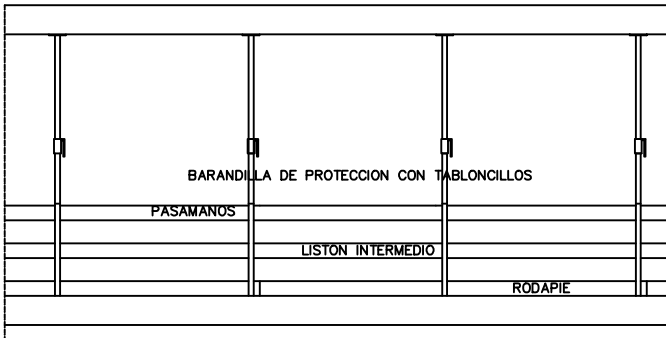 BARANDILLA DE PROTECCION CON TABLONCILLOS
PASAMANOS
LISTON INTERMEDIO
RODAPIE